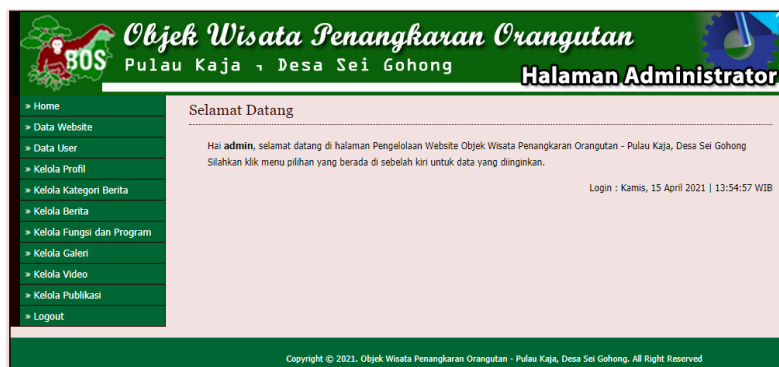 Objek Wisata Penangkaran Orangutan
BOS
Pulau Kaja , Desa Sei Gohong
Halaman Administrator
» Home
» Data Website
» Data User
» Kelola Profil
» Kelola Kategori Berita
» Kelola Berita
» Kelola Fungsi dan Program
» Kelola Galeri
» Kelola Video
» Kelola Publikasi
» Logout
Selamat Datang
Hai admin, selamat datang di halaman Pengelolaan Website Objek Wisata Penangkaran Orangutan - Pulau Kaja, Desa Sei Gohong
Silahkan klik menu pilihan yang berada di sebelah kiri untuk data yang diinginkan.
Login : Kamis, 15 April 2021 | 13:54:57 WIB
Copyright © 2021. Objek Wisata Penangkaran Orangutan - Pulau Kaja, Desa Sei Gohong. All Right Reserved